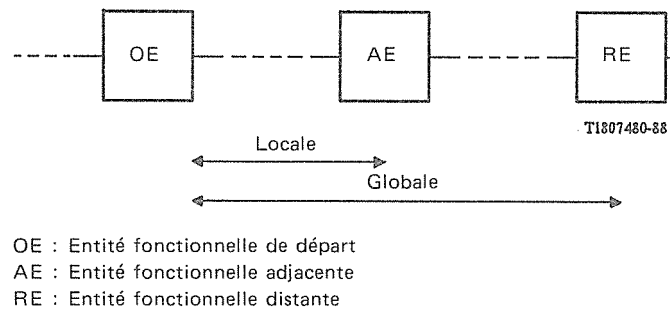 OE AE RE
T1807480-88
Locale
Globale
OE : Entité fonctionnelle de départ
AE : Entité fonctionnelle adjacente
RE : Entité fonctionnelle distante